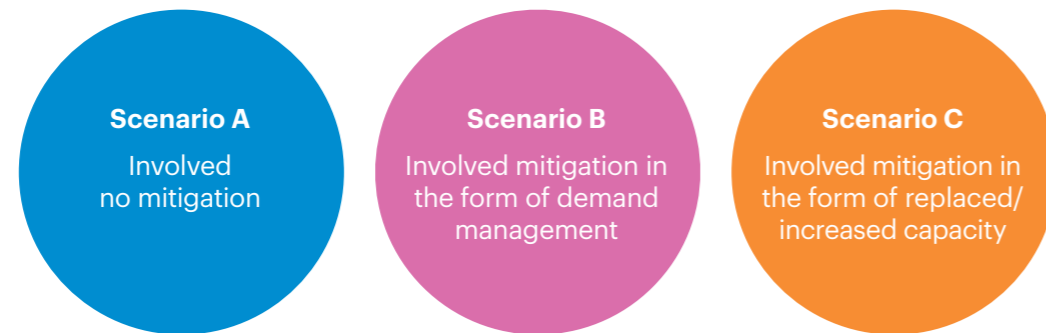 Scenario A
Involved
no mitigation
Scenario B
Involved mitigation in
the form of demand
management
Scenario C
Involved mitigation in
the form of replaced/
increased capacity